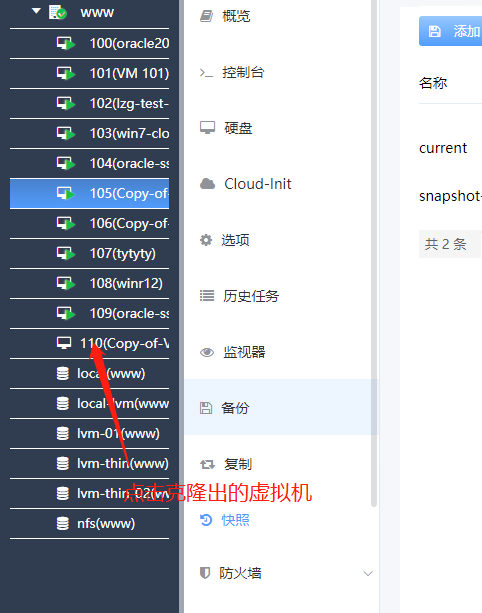 www
100(oracle20
101(VM 101)
102(lzg-test-
103(win7-clo
104(oracle-ss
105(Copy-of-
106(Copy-of-
107(tytyty)
108(winr12)
109(oracle-ss
110(Copy-of-V
local(www)
local-lvm(www
lvm-01(www)
lvm-thin(www)
lvm-thin-02(ww
nfs(www)
概览
控制台
硬盘
Cloud-Init
选项
历史任务
监视器
备份
复制
点击克隆出的虚拟机
快照
防火墙
添加
名称
current
snapshot-
共 2 条